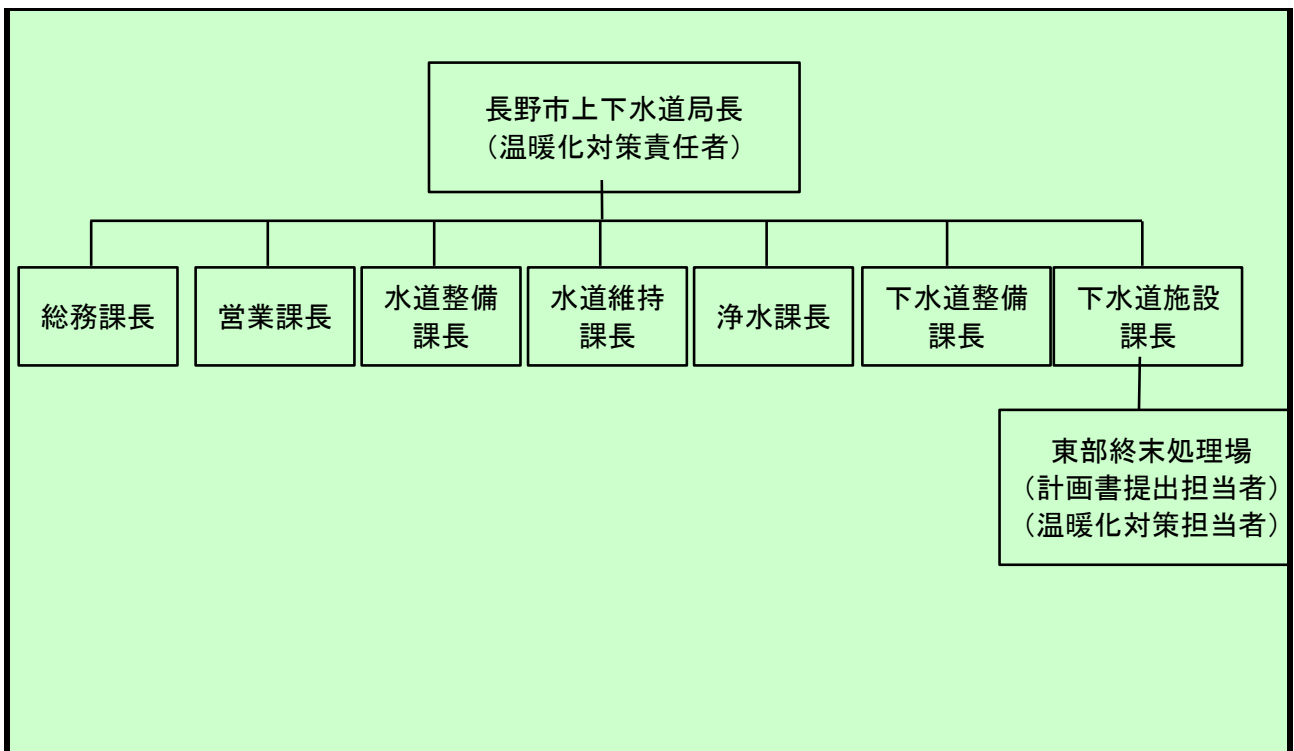 長野市上下水道局長
（温暖化対策責任者）
総務課長
営業課長
水道整備
課長
水道維持
課長
浄水課長
下水道整備
課長
下水道施設
課長
東部終末処理場
（計画書提出担当者）
（温暖化対策担当者）